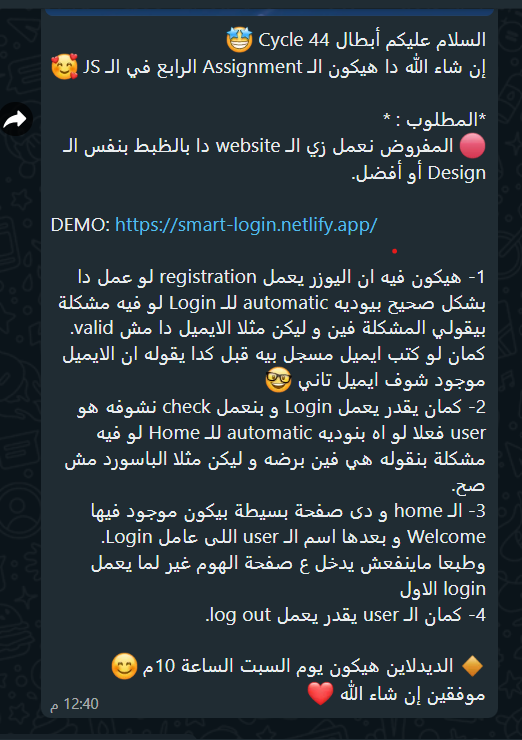 السلام عليكم أبطال Cycle 44 🤩
إن شاء الله دا هيكون الـ Assignment الرابع في الـ JS 🥰
*المطلوب : *
🔴 المفروض نعمل زي الـ website دا بالظبط بنفس الـ
Design أو أفضل.
DEMO: https://smart-login.netlify.app/
1- هيكون فيه ان اليوزر يعمل registration لو عمل دا
بشكل صحيح بيوديه automatic للـ Login لو فيه مشكلة
بيقولي المشكلة فين و ليكن مثلا الايميل دا مش valid.
كمان لو كتب ايميل مسجل بيه قبل كدا يقوله ان الايميل
موجود شوف ايميل تاني 🤓
2- كمان يقدر يعمل Login و بنعمل check نشوفه هو
user فعلا لو اه بنوديه automatic للـ Home لو فيه
مشكلة بنقوله هي فين برضه و ليكن مثلا الباسورد مش
صح.
3- الـ home و دى صفحة بسيطة بيكون موجود فيها
Welcome و بعدها اسم الـ user اللى عامل Login.
وطبعا ماينفعش يدخل ع صفحة الهوم غير لما يعمل
login الاول
4- كمان الـ user يقدر يعمل log out.
🔶 الديدلاين هيكون يوم السبت الساعة 10م 😊
موفقين إن شاء الله ❤️
12:40 م